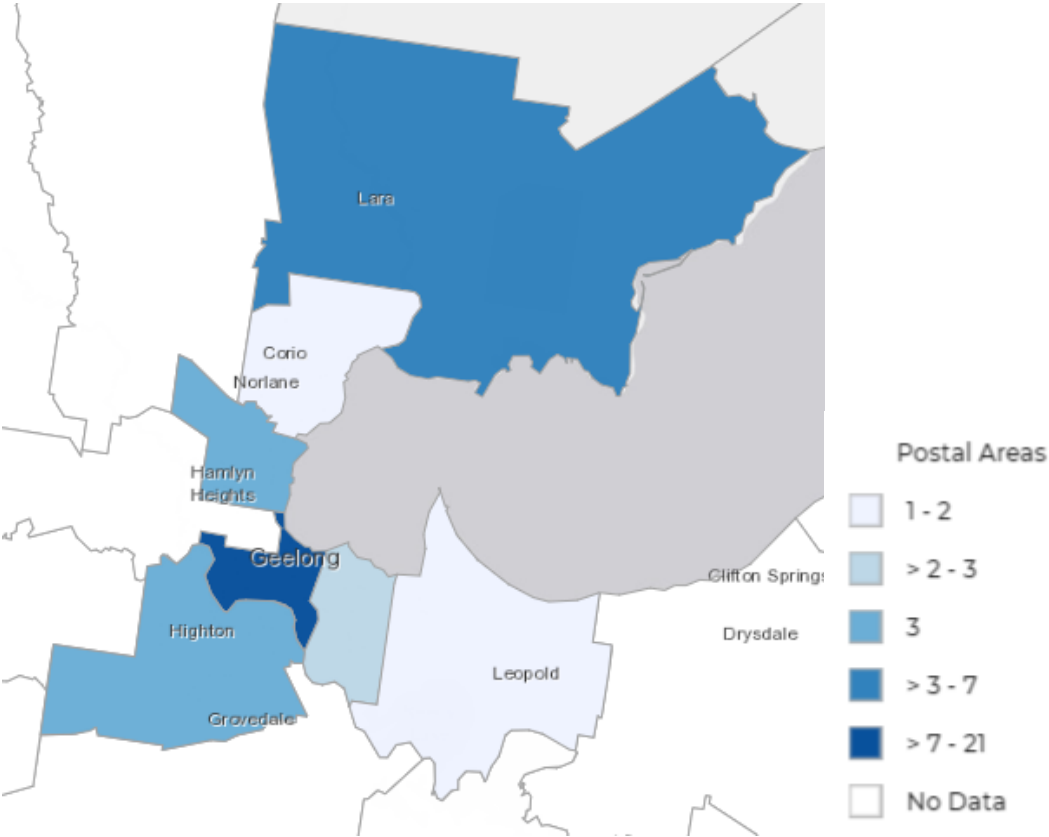 Lara
Corio
Norlane
Hamlyn
Heights
Geelong
Clifton Springs
Highton
Drysdale
Leopold
Grovedale
Postal Areas
1 - 2
> 2 - 3
3
> 3 - 7
> 7 - 21
No Data